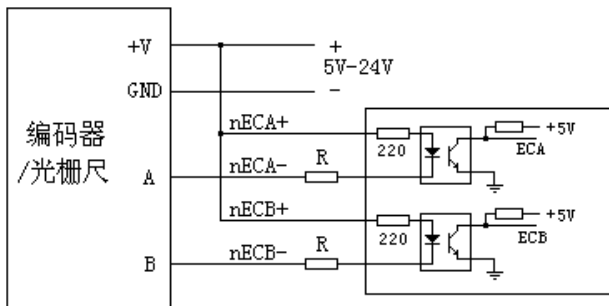 +V
+
5V-24V
GND
-
nECA+
+5V
编码器
/光栅尺
220
ECA
A
nECA-
R
nECB+
+5V
220
ECB
B
nECB-
R